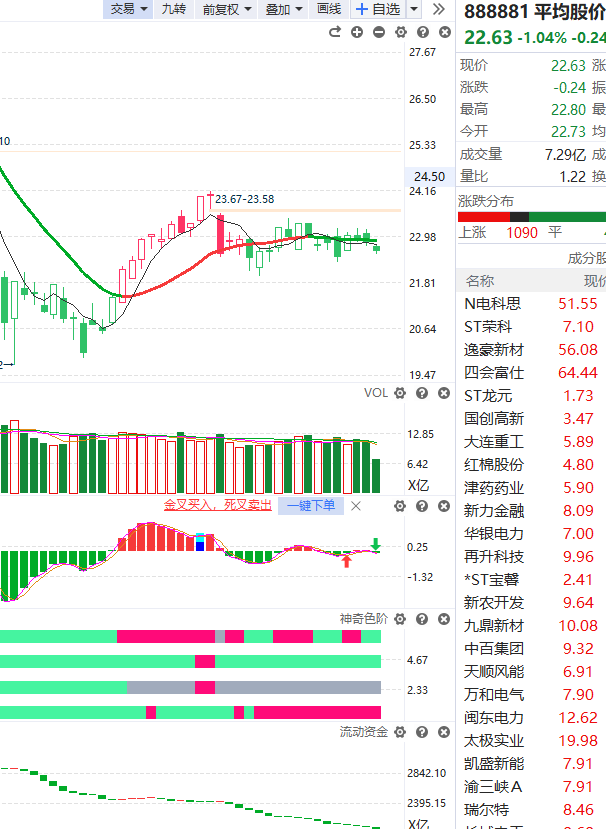 交易 九转 前复权 叠加 画线 自选
888881 平均股价
22.63 -1.04% -0.24
27.67
26.50
25.33
24.50
24.16
22.98
21.81
20.64
19.47
10
23.67-23.58
现价 22.63 涨
涨跌 -0.24 振
最高 22.80 最
今开 22.73 均
成交量 7.29亿 成
量比 1.22 换
涨跌分布
上涨 1090 平
成分股
名称 现价
N电科思 51.55
ST荣科 7.10
逸豪新材 56.08
四会富仕 64.44
ST龙元 1.73
国创高新 3.47
大连重工 5.89
红棉股份 4.80
津药药业 5.90
新力金融 8.09
华银电力 7.00
再升科技 9.96
*ST宝馨 2.41
新农开发 9.64
九鼎新材 10.08
中百集团 9.32
天顺风能 6.91
万和电气 7.90
闽东电力 12.62
太极实业 19.98
凯盛新能 7.91
渝三峡A 7.91
瑞尔特 8.46
VOL
12.85
6.42
X亿
金叉买入，死叉卖出 一键下单
0.25
-1.32
神奇色阶
4.67
2.33
流动资金
2842.10
2395.15
X亿